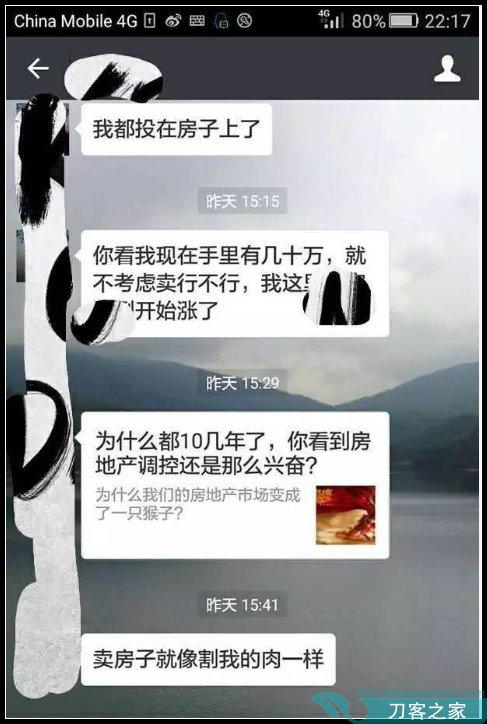 China Mobile 4G
4G 80% 22:17
我都投在房子上了
昨天 15:15
你看我现在手里有几十万，就
不考虑卖行不行，我这
开始涨了
昨天 15:29
为什么都10几年了，你看到房
地产调控还是那么兴奋?
为什么我们的房地产市场变成
了一只猴子?
昨天 15:41
卖房子就像割我的肉一样
刀客之家